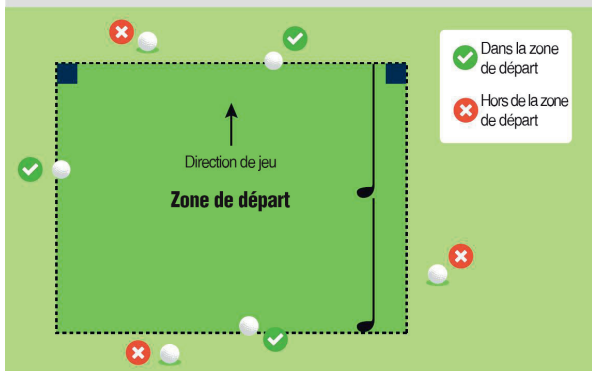 Dans la zone
de départ
Hors de la zone
de départ
Direction de jeu
Zone de départ